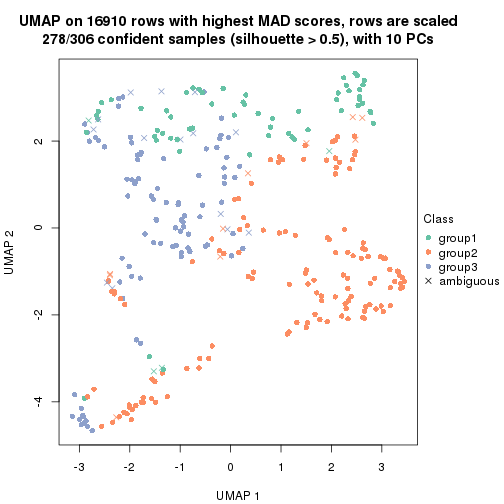 UMAP on 16910 rows with highest MAD scores, rows are scaled
278/306 confident samples (silhouette > 0.5), with 10 PCs
2
0
-2
-4
UMAP 2
-3 -2 -1 0 1 2 3
UMAP 1
Class
group1
group2
group3
ambiguous